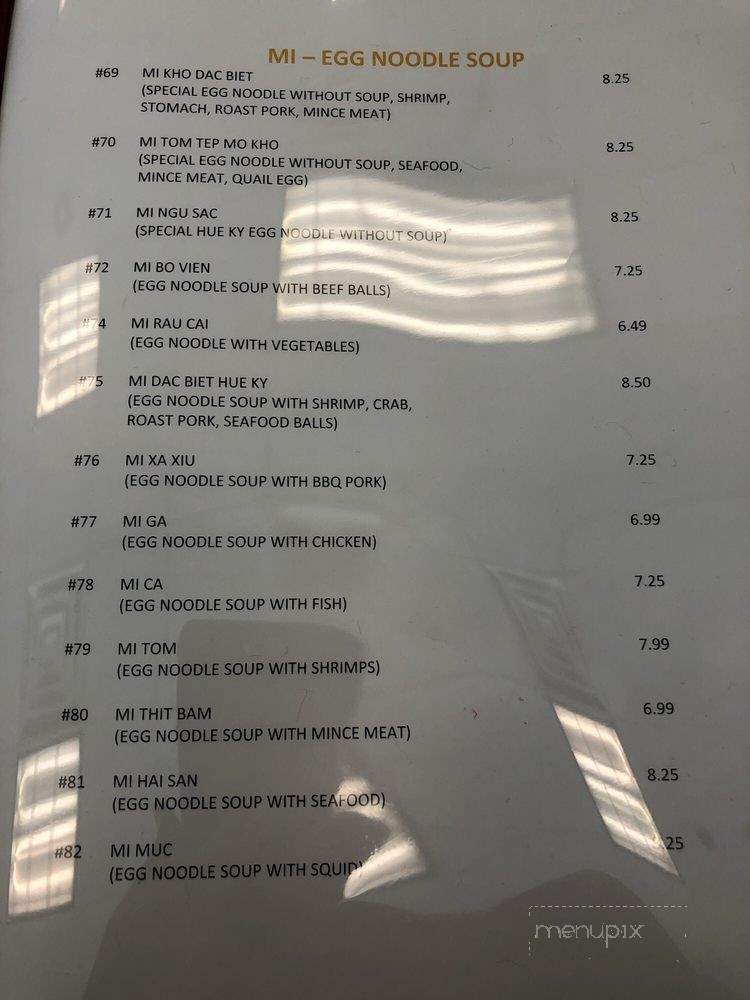 MI – EGG NOODLE SOUP
#69 MI KHO DAC BIET 8.25
(SPECIAL EGG NOODLE WITHOUT SOUP, SHRIMP,
STOMACH, ROAST PORK, MINCE MEAT)
#70 MI TOM TEP MO KHO 8.25
(SPECIAL EGG NOODLE WITHOUT SOUP, SEAFOOD,
MINCE MEAT, QUAIL EGG)
#71 MI NGU SAC 8.25
(SPECIAL HUE KY EGG NOODLE WITHOUT SOUP)
#72 MI BO VIEN 7.25
(EGG NOODLE SOUP WITH BEEF BALLS)
#74 MI RAU CAI 6.49
(EGG NOODLE WITH VEGETABLES)
#75 MI DAC BIET HUE KY 8.50
(EGG NOODLE SOUP WITH SHRIMP, CRAB,
ROAST PORK, SEAFOOD BALLS)
#76 MI XA XIU 7.25
(EGG NOODLE SOUP WITH BBQ PORK)
#77 MI GA 6.99
(EGG NOODLE SOUP WITH CHICKEN)
#78 MI CA 7.25
(EGG NOODLE SOUP WITH FISH)
#79 MI TOM 7.99
(EGG NOODLE SOUP WITH SHRIMPS)
#80 MI THIT BAM 6.99
(EGG NOODLE SOUP WITH MINCE MEAT)
#81 MI HAI SAN 8.25
(EGG NOODLE SOUP WITH SEAFOOD)
#82 MI MUC
(EGG NOODLE SOUP WITH SQUID)
menupix